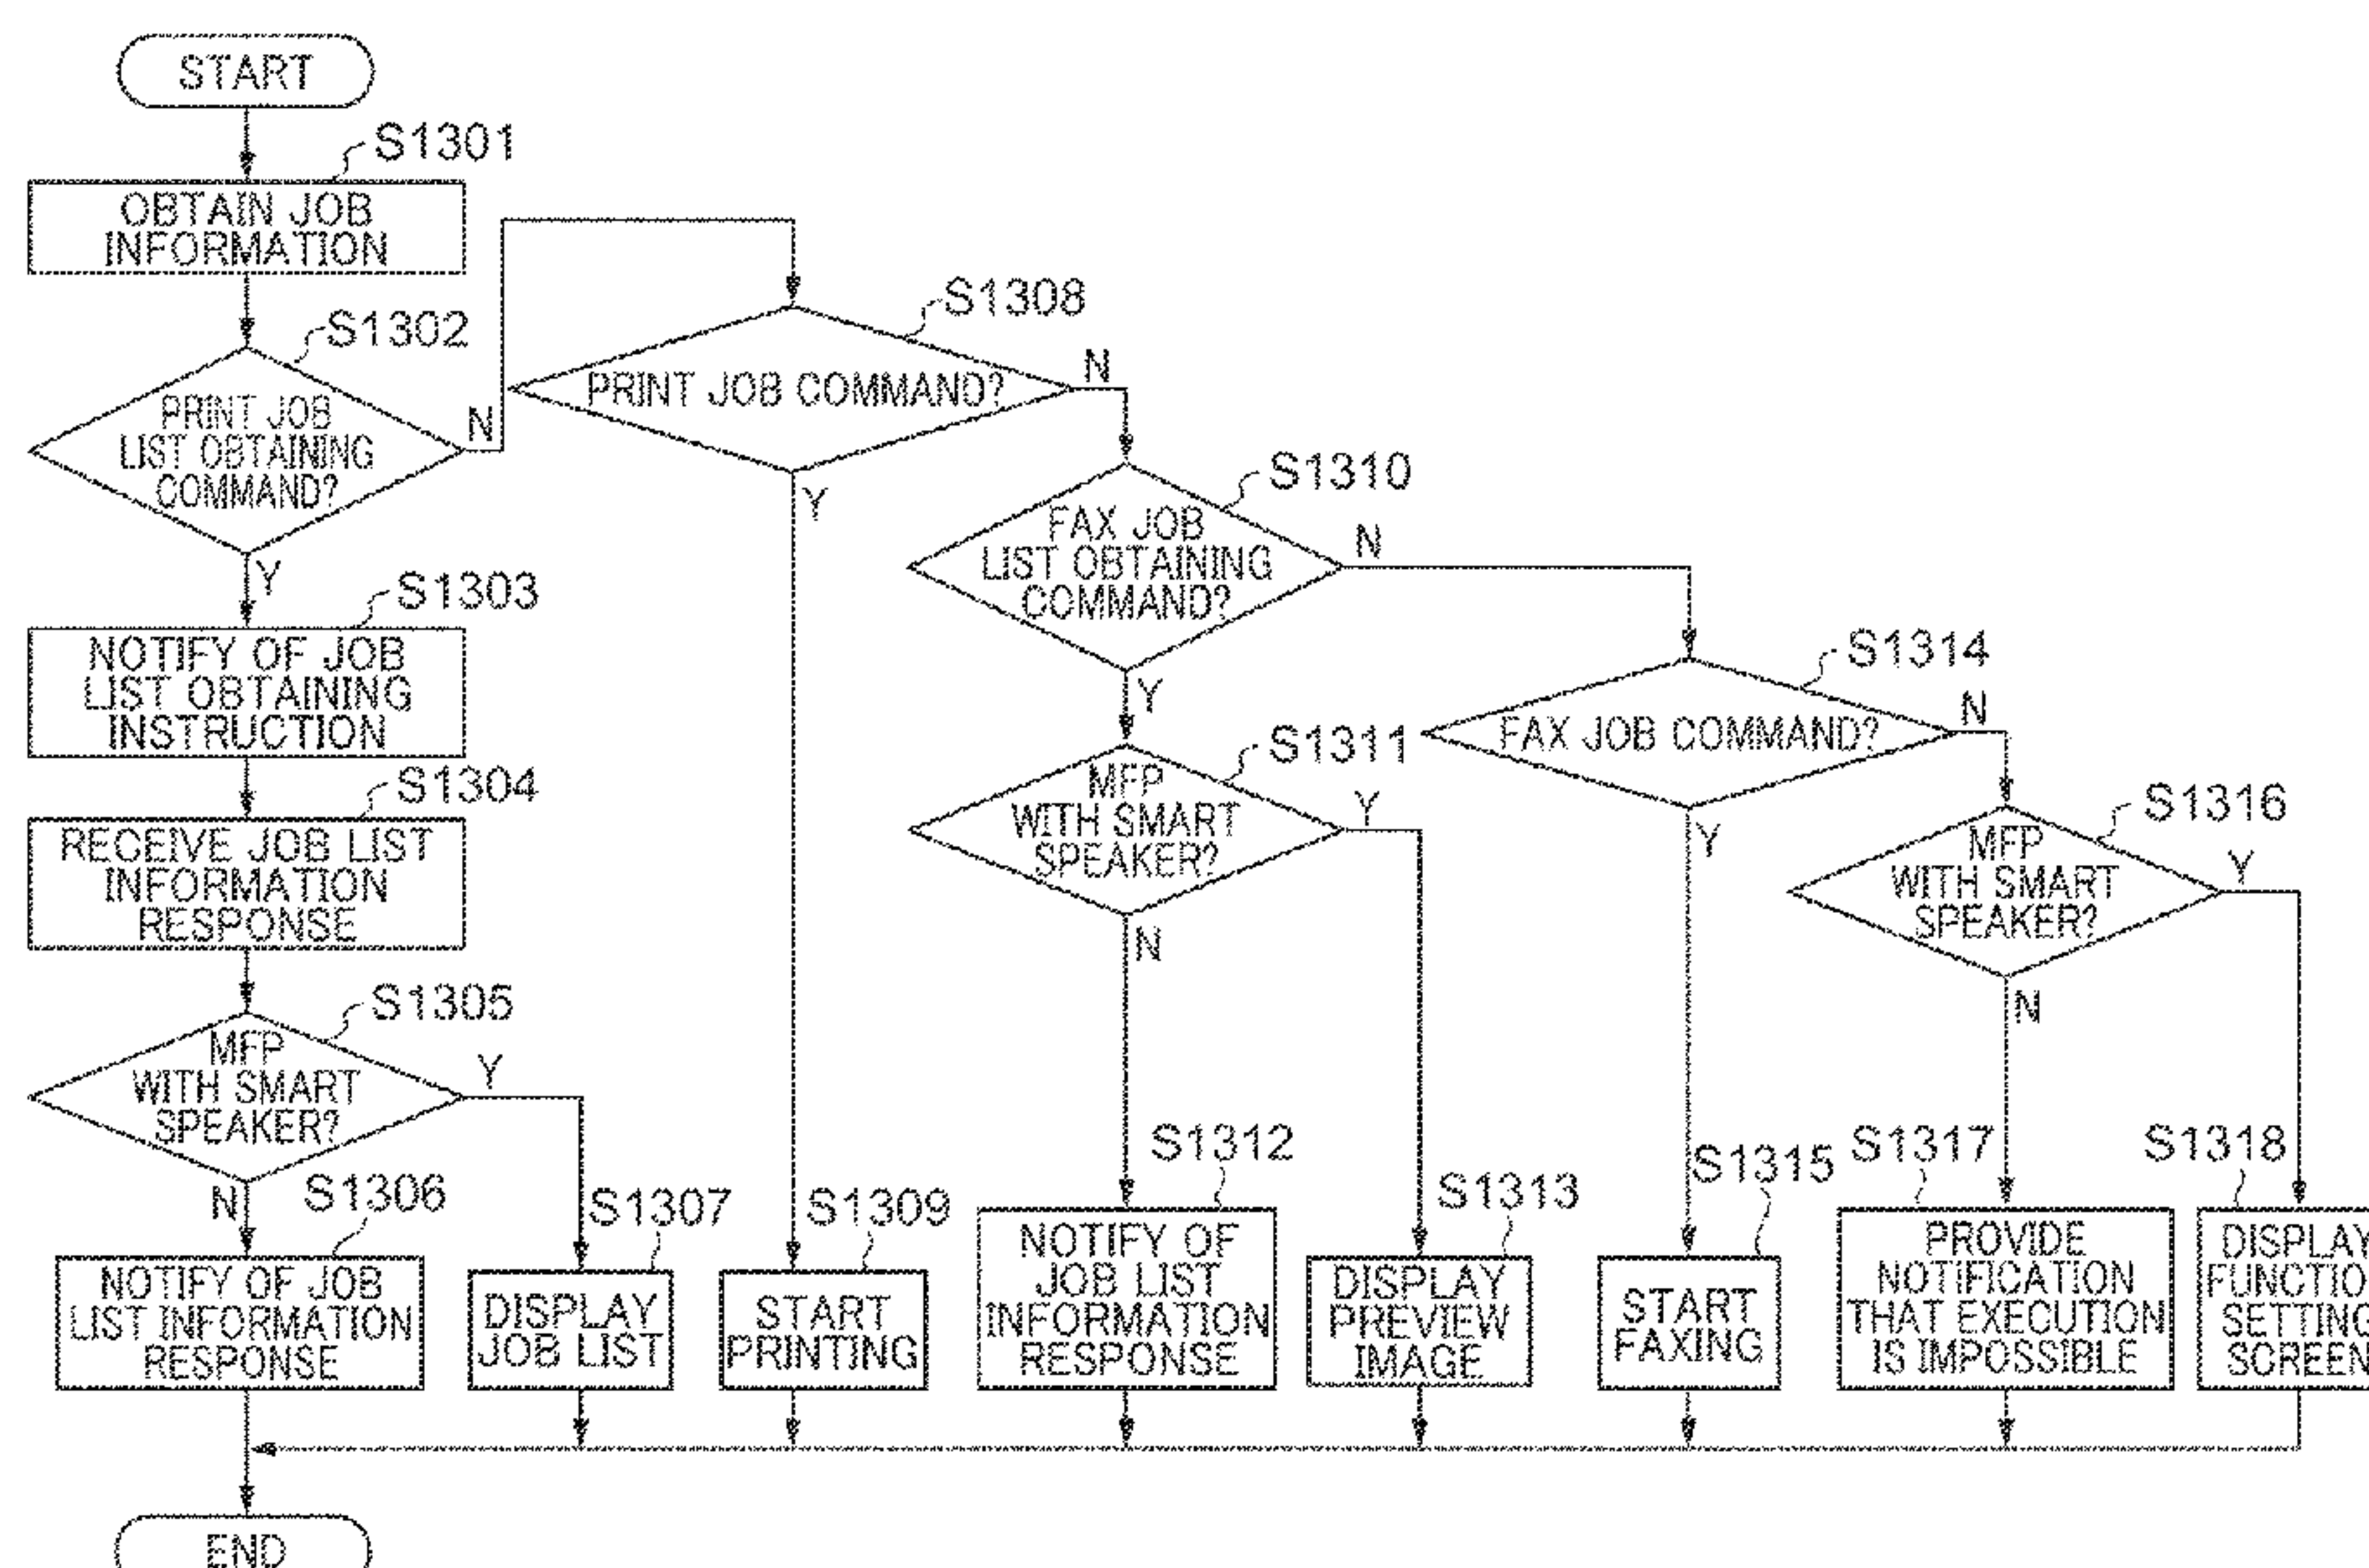 START
S1301
OBTAIN JOB
INFORMATION
S1302
PRINT JOB
LIST OBTAINING
COMMAND?
N
Y
S1303
NOTIFY OF JOB
LIST OBTAINING
INSTRUCTION
S1304
RECEIVE JOB LIST
INFORMATION
RESPONSE
S1305
MFP
WITH SMART
SPEAKER?
Y
N
S1306
NOTIFY OF JOB
LIST INFORMATION
RESPONSE
S1307
DISPLAY
JOB LIST
S1308
PRINT JOB COMMAND?
N
Y
S1309
START
PRINTING
S1310
FAX JOB
LIST OBTAINING
COMMAND?
N
Y
S1311
MFP
WITH SMART
SPEAKER?
Y
N
S1312
NOTIFY OF
JOB LIST
INFORMATION
RESPONSE
S1313
DISPLAY
PREVIEW
IMAGE
S1314
FAX JOB COMMAND?
N
Y
S1315
START
FAXING
S1316
MFP
WITH SMART
SPEAKER?
Y
N
S1317
PROVIDE
NOTIFICATION
THAT EXECUTION
IS IMPOSSIBLE
S1318
DISPLAY
FUNCTIO
SETTING
SCREEN
END